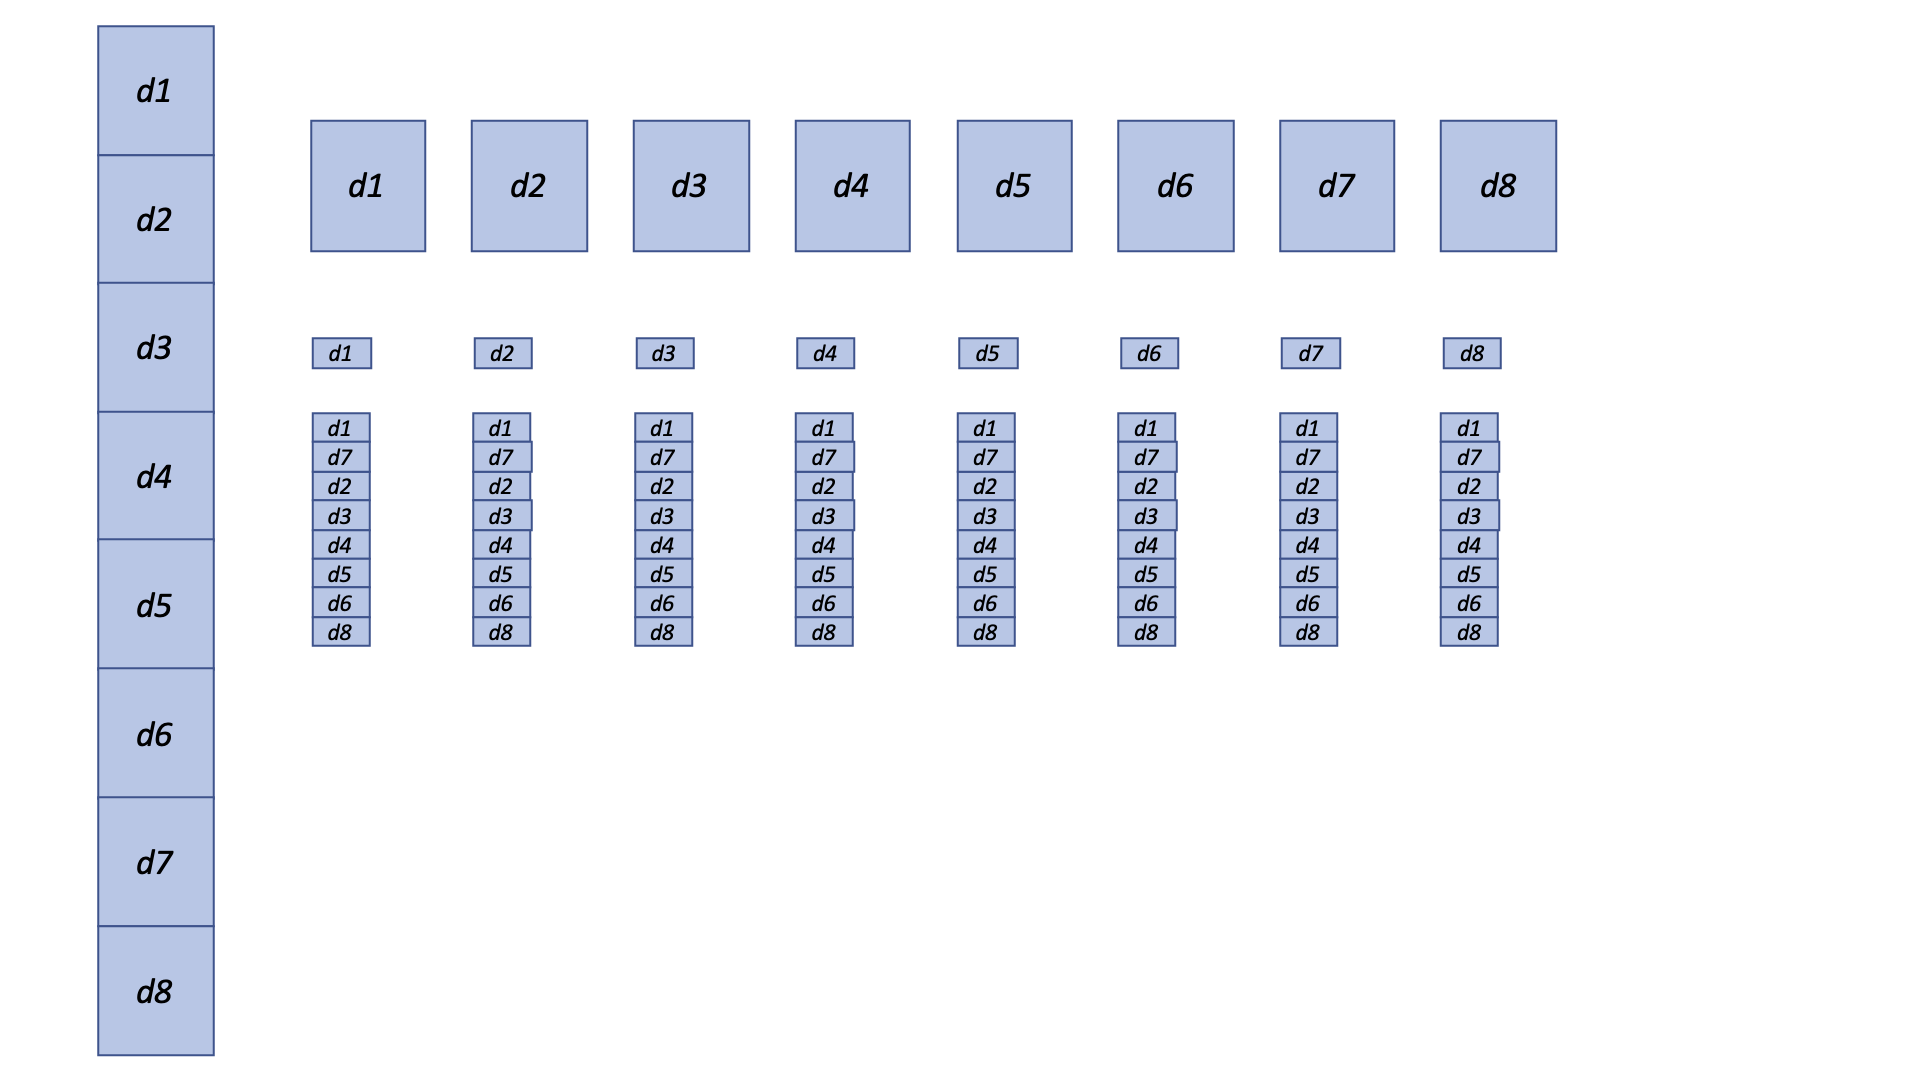 d1
d2
d3
d4
d5
d6
d7
d8
d1 d2 d3 d4 d5 d6 d7 d8
d1 d2 d3 d4 d5 d6 d7 d8
d1 d1 d1 d1 d1 d1 d1 d1
d7 d7 d7 d7 d7 d7 d7 d7
d2 d2 d2 d2 d2 d2 d2 d2
d3 d3 d3 d3 d3 d3 d3 d3
d4 d4 d4 d4 d4 d4 d4 d4
d5 d5 d5 d5 d5 d5 d5 d5
d6 d6 d6 d6 d6 d6 d6 d6
d8 d8 d8 d8 d8 d8 d8 d8